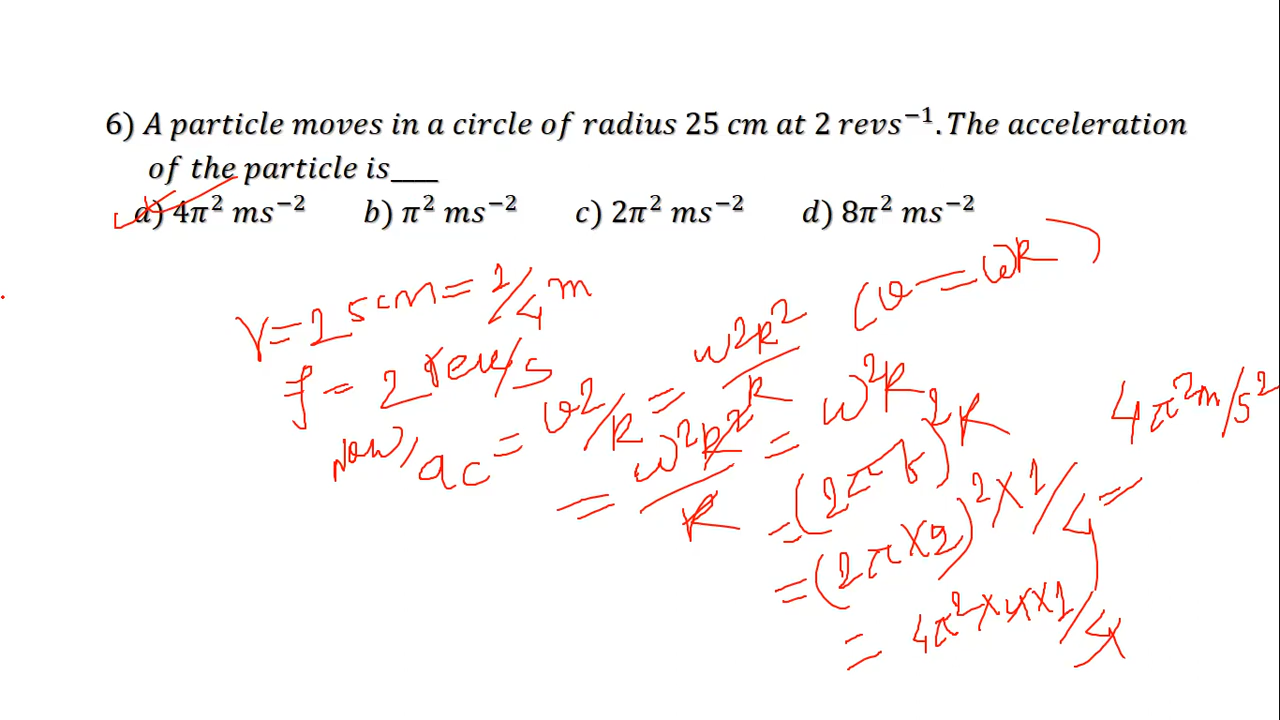 6) A particle moves in a circle of radius 25 cm at 2 revs⁻¹. The acceleration
of the particle is____
a) 4π² ms⁻² b) π² ms⁻² c) 2π² ms⁻² d) 8π² ms⁻²
r = 25cm = 1/4 m (v = ωR)
f = 2 rev/s
Now, ac = v²/R = ω²R²/R
= ω²R²/R = ω²R
= (2πf)²R
= (2π×2)²×1/4 = 4π² m/s²
= 4π²×4×1/4